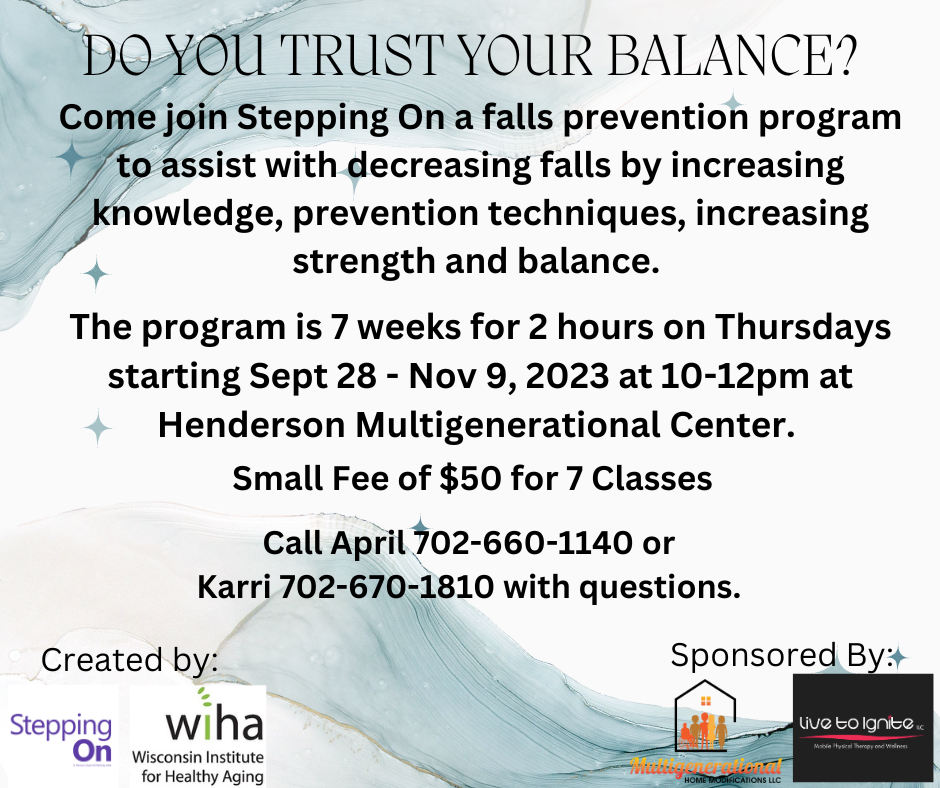 DO YOU TRUST YOUR BALANCE?
Come join Stepping On a falls prevention program
to assist with decreasing falls by increasing
knowledge, prevention techniques, increasing
strength and balance.
The program is 7 weeks for 2 hours on Thursdays
starting Sept 28 - Nov 9, 2023 at 10-12pm at
Henderson Multigenerational Center.
Small Fee of $50 for 7 Classes
Call April 702-660-1140 or
Karri 702-670-1810 with questions.
Created by:
Sponsored By:
Stepping
On
wiha
Wisconsin Institute
for Healthy Aging
Multigenerational
HOME MODIFICATIONS LLC
Live to Ignite LLC
Mobile Physical Therapy and Wellness